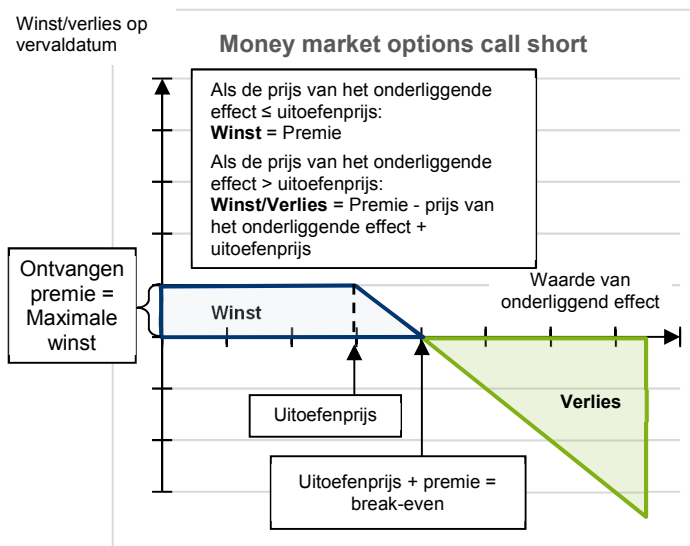 Winst/verlies op
vervaldatum
Money market options call short
Als de prijs van het onderliggende
effect ≤ uitoefenprijs:
Winst = Premie
Als de prijs van het onderliggende
effect > uitoefenprijs:
Winst/Verlies = Premie - prijs van
het onderliggende effect +
uitoefenprijs
Ontvangen
premie =
Maximale
winst
Winst
Waarde van
onderliggend effect
Uitoefenprijs
Verlies
Uitoefenprijs + premie =
break-even